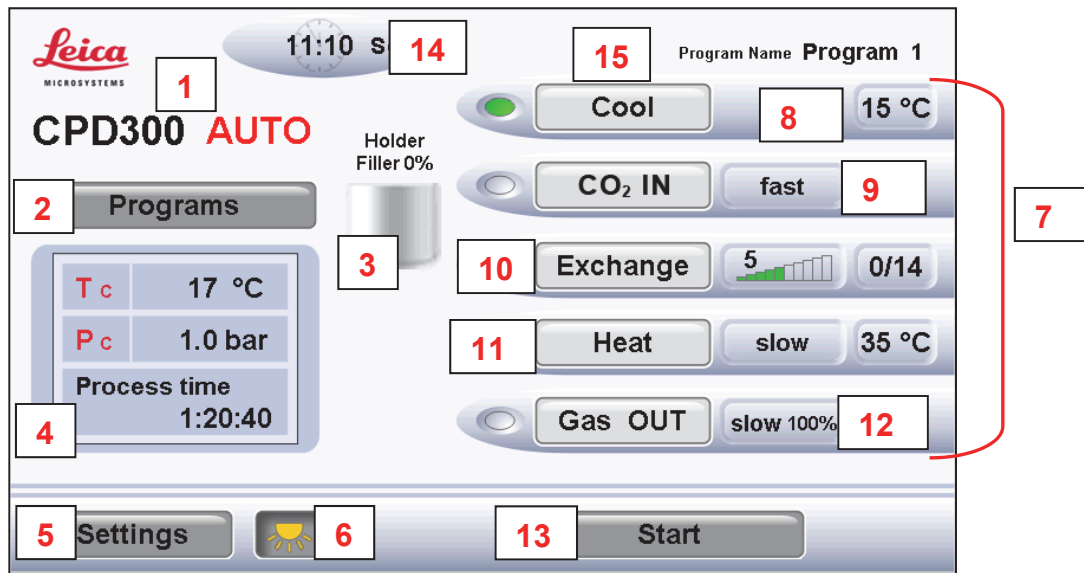 Leica
MICROSYSTEMS
1
CPD300 AUTO
2 Programs
T c 17 °C
P c 1.0 bar
Process time
1:20:40
4
11:10
14
Holder
Filler 0%
3
Program Name Program 1
15
Cool 8 15 °C
CO₂ IN fast 9
10 Exchange 5 0/14
11 Heat slow 35 °C
Gas OUT slow 100% 12
7
5 Settings 6 13 Start